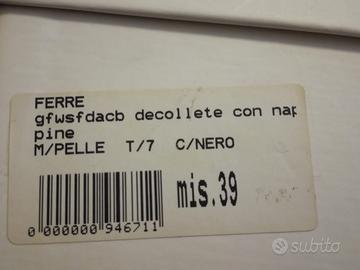 FERRE
gfwsfdacb decollete con nap
pine
M/PELLE T/7 C/NERO
mis.39
0 000000 946711
subito